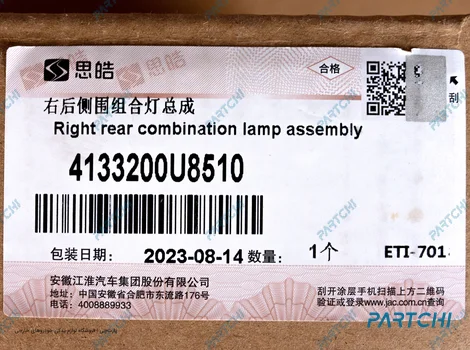 思皓 思皓
合格
刮
右后侧围组合灯总成
Right rear combination lamp assembly
4133200U8510
包装日期: 2023-08-14 数量: 1个 ETI-701
安徽江淮汽车集团股份有限公司
地址: 中国安徽省合肥市东流路176号
电话: 4008889933
刮开涂层手机扫描上方二维码
验证或登录www.jac.com.cn查询
PARTCHI